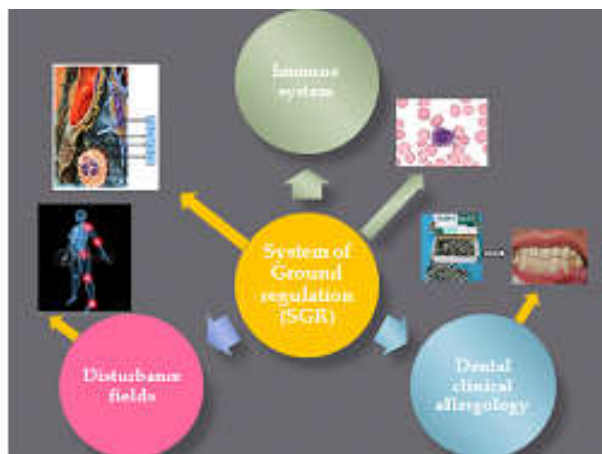 Immune
system
System of
Ground
regulation
(SGR)
Disturbance
fields
Dental
clinical
allergology